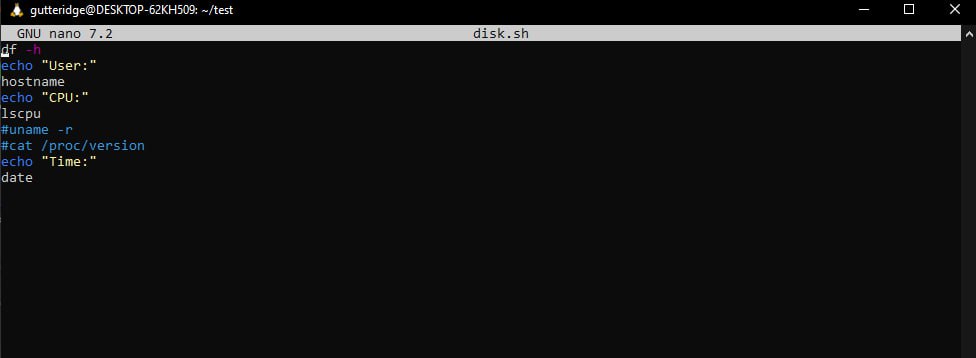 gutteridge@DESKTOP-62KH509: ~/test
GNU nano 7.2 disk.sh
df -h
echo "User:"
hostname
echo "CPU:"
lscpu
#uname -r
#cat /proc/version
echo "Time:"
date